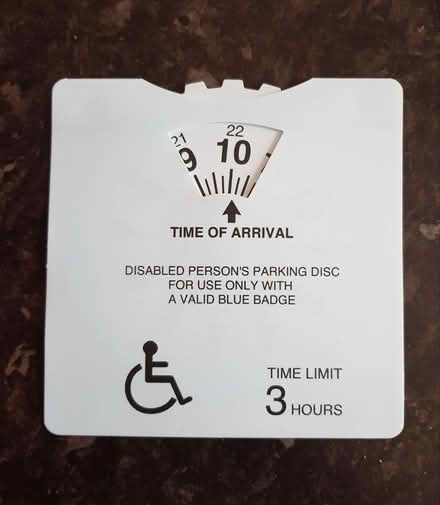 21 22
9 10
TIME OF ARRIVAL
DISABLED PERSON'S PARKING DISC
FOR USE ONLY WITH
A VALID BLUE BADGE
TIME LIMIT
3 HOURS